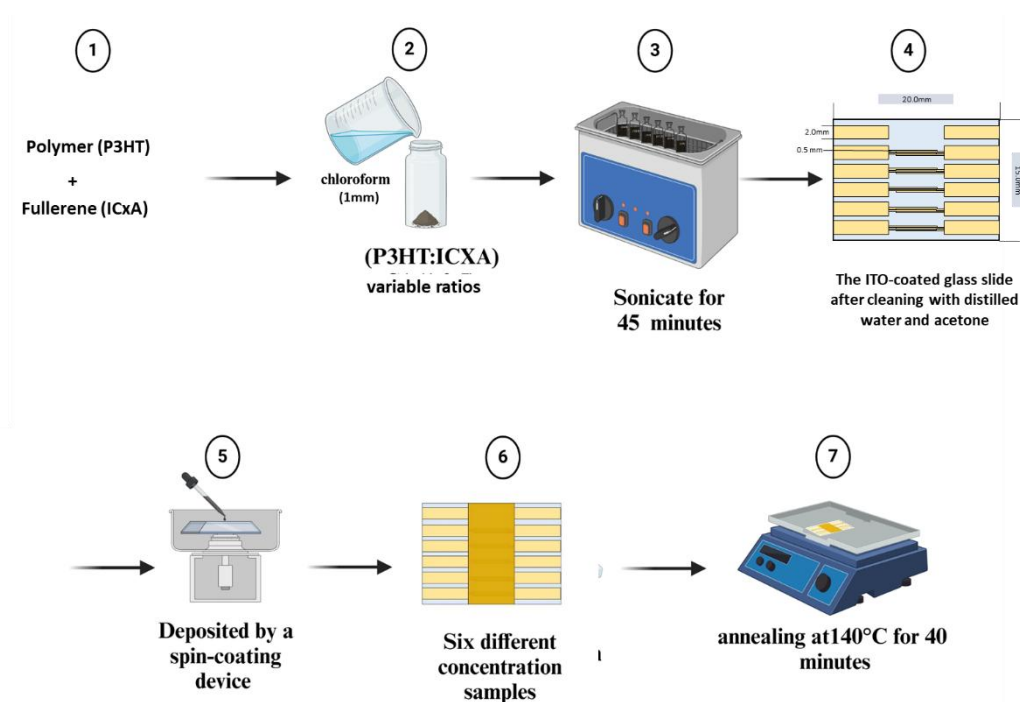 1
2
3
4
Polymer (P3HT)
+
Fullerene (ICxA)
chloroform
(1mm)
(P3HT:ICXA)
variable ratios
Sonicate for
45 minutes
20.0mm
2.0mm
0.5 mm
15.0mm
The ITO-coated glass slide
after cleaning with distilled
water and acetone
5
6
7
Deposited by a
spin-coating
device
Six different
concentration
samples
annealing at140°C for 40
minutes